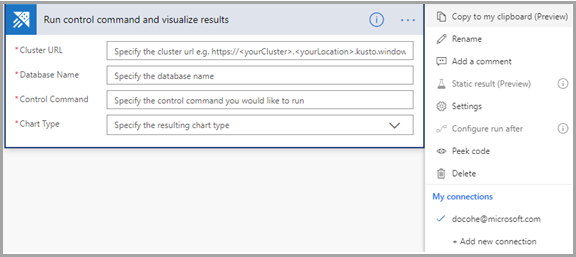 Run control command and visualize results
* Cluster URL
Specify the cluster url e.g. https://<yourCluster>.<yourLocation>.kusto.window
* Database Name
Specify the database name
* Control Command
Specify the control command you would like to run
* Chart Type
Specify the resulting chart type
Copy to my clipboard (Preview)
Rename
Add a comment
Static result (Preview)
Settings
Configure run after
Peek code
Delete
My connections
docohe@microsoft.com
+ Add new connection